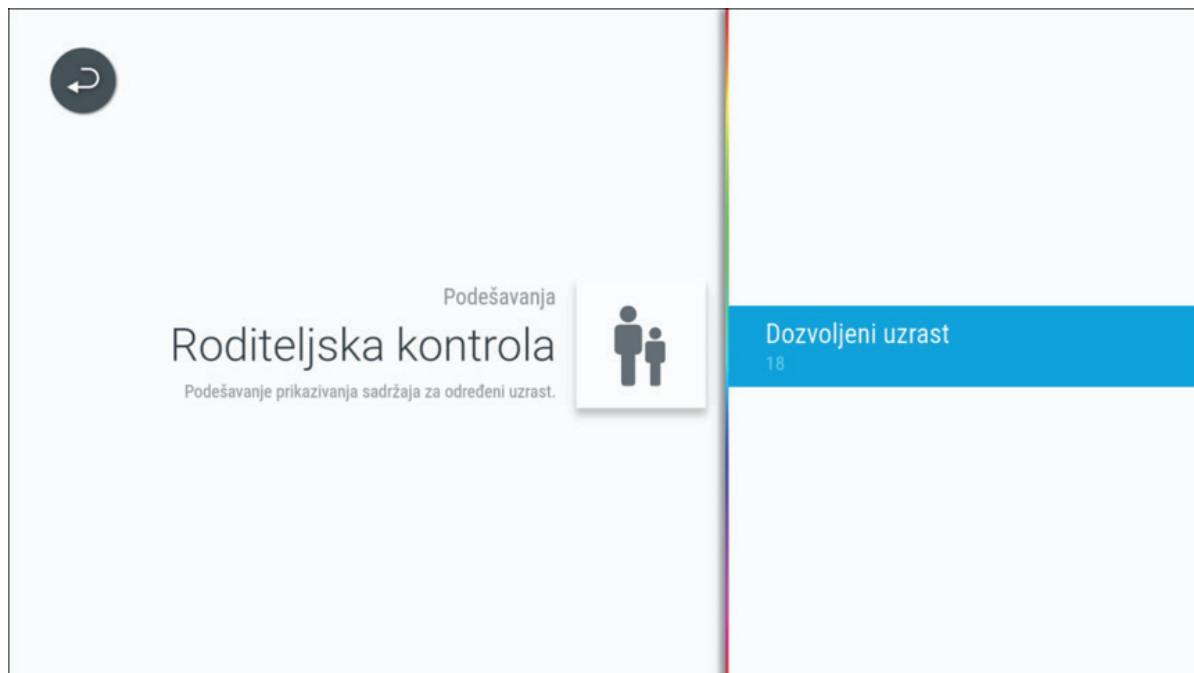 Podešavanja
Roditeljska kontrola
Podešavanje prikazivanja sadržaja za određeni uzrast.
Dozvoljeni uzrast
18